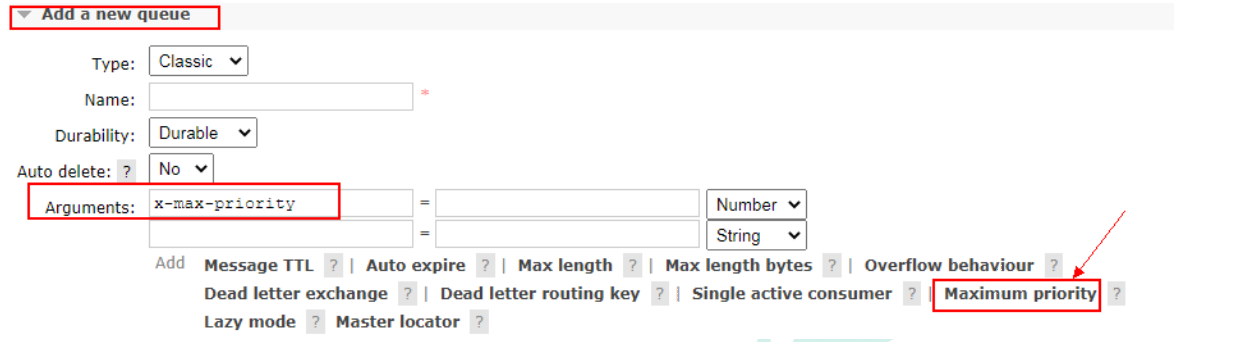 Add a new queue
Type: Classic
Name: *
Durability: Durable
Auto delete: ? No
Arguments: x-max-priority = Number
= String
Add Message TTL ? | Auto expire ? | Max length ? | Max length bytes ? | Overflow behaviour ?
Dead letter exchange ? | Dead letter routing key ? | Single active consumer ? | Maximum priority ?
Lazy mode ? Master locator ?